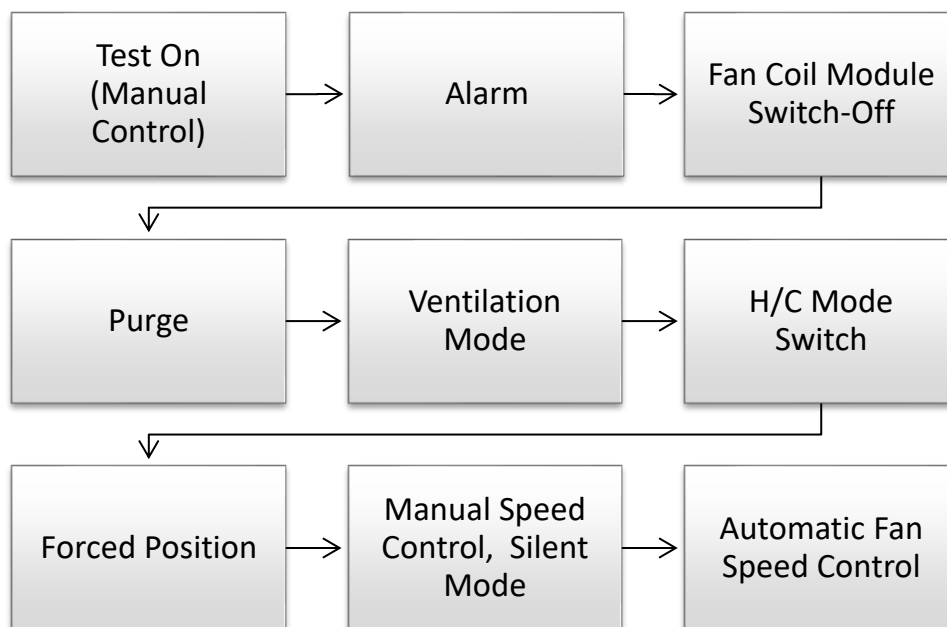 Test On
(Manual
Control)
Alarm
Fan Coil Module
Switch-Off
Purge
Ventilation
Mode
H/C Mode
Switch
Forced Position
Manual Speed
Control,  Silent
Mode
Automatic Fan
Speed Control